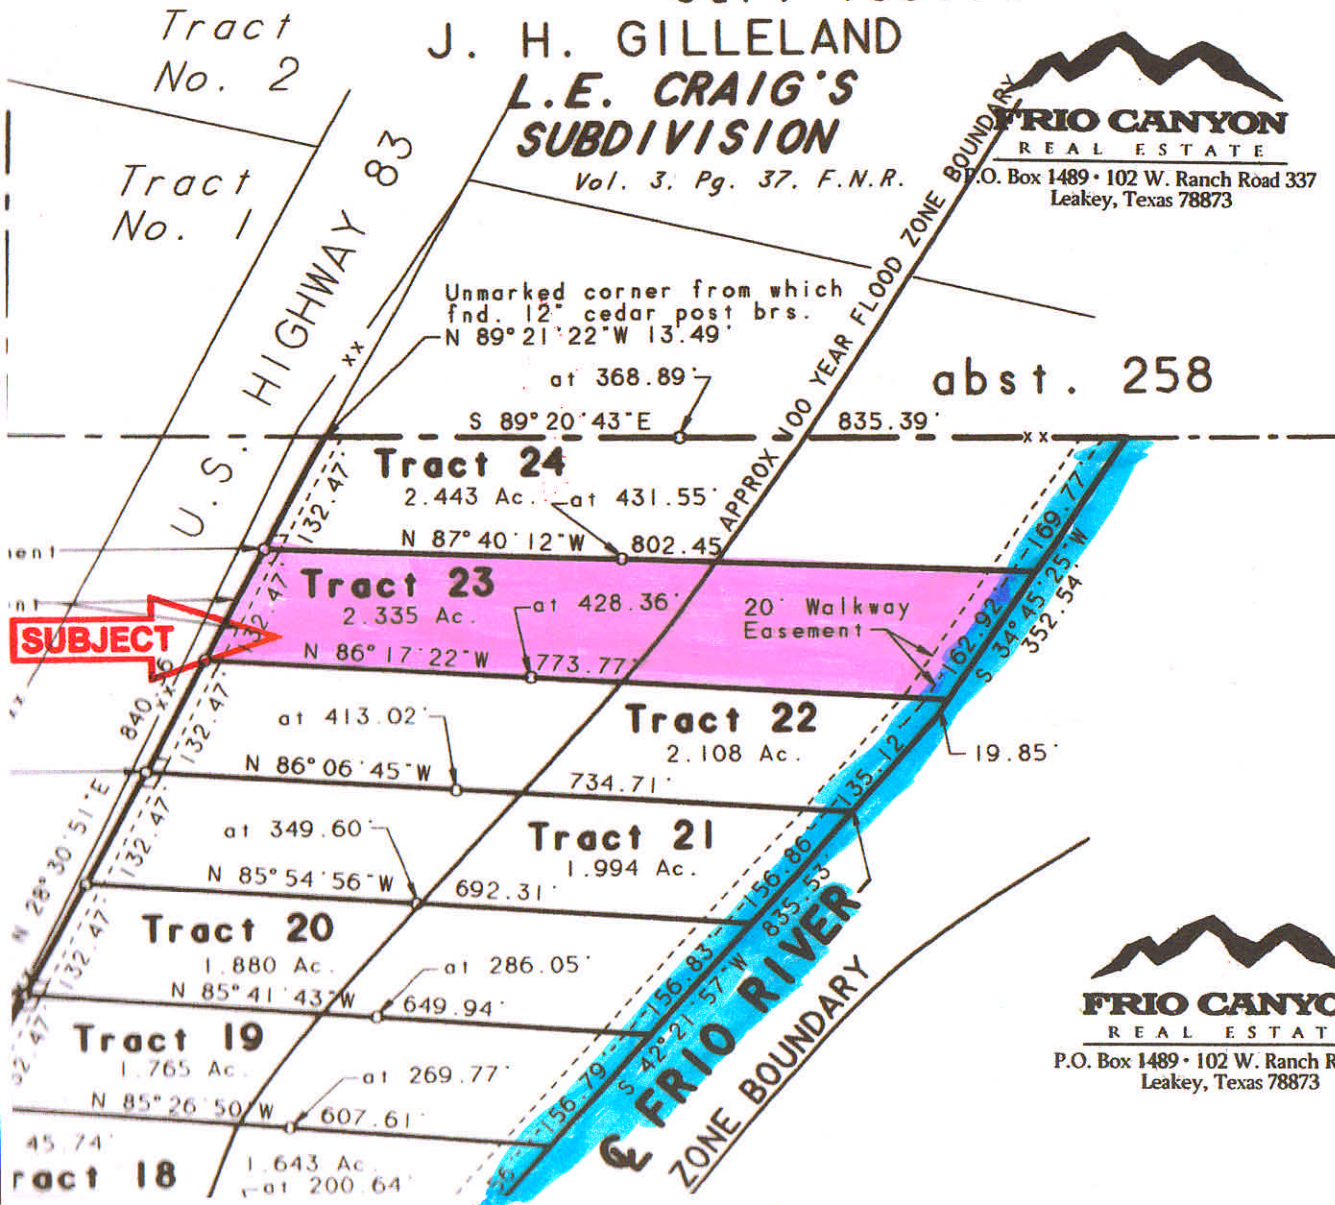 Tract
No. 2
J. H. GILLELAND
L.E. CRAIG'S
SUBDIVISION
Vol. 3. Pg. 37. F.N.R.
FRIO CANYON
REAL ESTATE
P.O. Box 1489 • 102 W. Ranch Road 337
Leakey, Texas 78873
Tract
No. 1
U.S. HIGHWAY 83
APPROX 100 YEAR FLOOD ZONE BOUNDARY
Unmarked corner from which
fnd. 12" cedar post brs.
N 89°21'22"W 13.49'
at 368.89'
abst. 258
S 89°20'43"E
835.39'
xx
xx
Tract 24
2.443 Ac.
at 431.55'
132.47'
169.77'
N 87°40'12"W
802.45
Tract 23
2.335 Ac.
at 428.36'
20' Walkway
Easement
132.47'
162.92'
S 34°45'25"W
352.54'
SUBJECT
N 86°17'22"W
773.77'
xx
xx
840.
132.47'
at 413.02'
Tract 22
2.108 Ac.
135.12
19.85'
N 86°06'45"W
734.71'
N 28°30'51"E
132.47'
at 349.60'
Tract 21
1.994 Ac.
156.86
835.53'
N 85°54'56"W
692.31'
132.47'
Tract 20
1.880 Ac.
at 286.05'
156.83'
S 42°21'57"W
℄ FRIO RIVER
ZONE BOUNDARY
N 85°41'43"W
649.94'
Tract 19
1.765 Ac.
at 269.77'
156.79'
N 85°26'50"W
607.61'
45.74'
ract 18
1.643 Ac.
at 200.64'
FRIO CANYO
REAL ESTAT
P.O. Box 1489 • 102 W. Ranch R
Leakey, Texas 78873